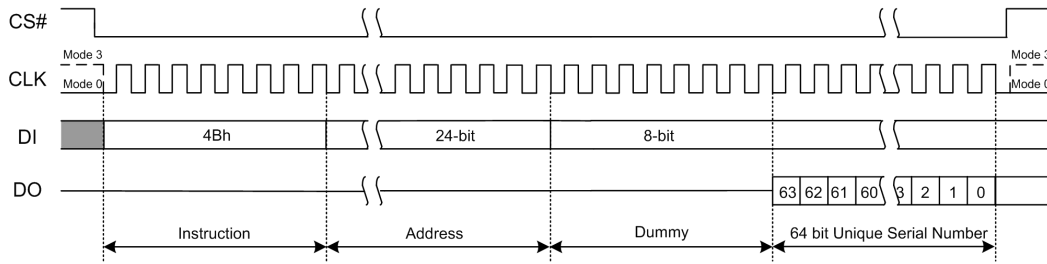 CS#
Mode 3
Mode 3
CLK
Mode 0
Mode 0
DI
4Bh
24-bit
8-bit
DO
63 62 61 60 3 2 1 0
Instruction
Address
Dummy
64 bit Unique Serial Number